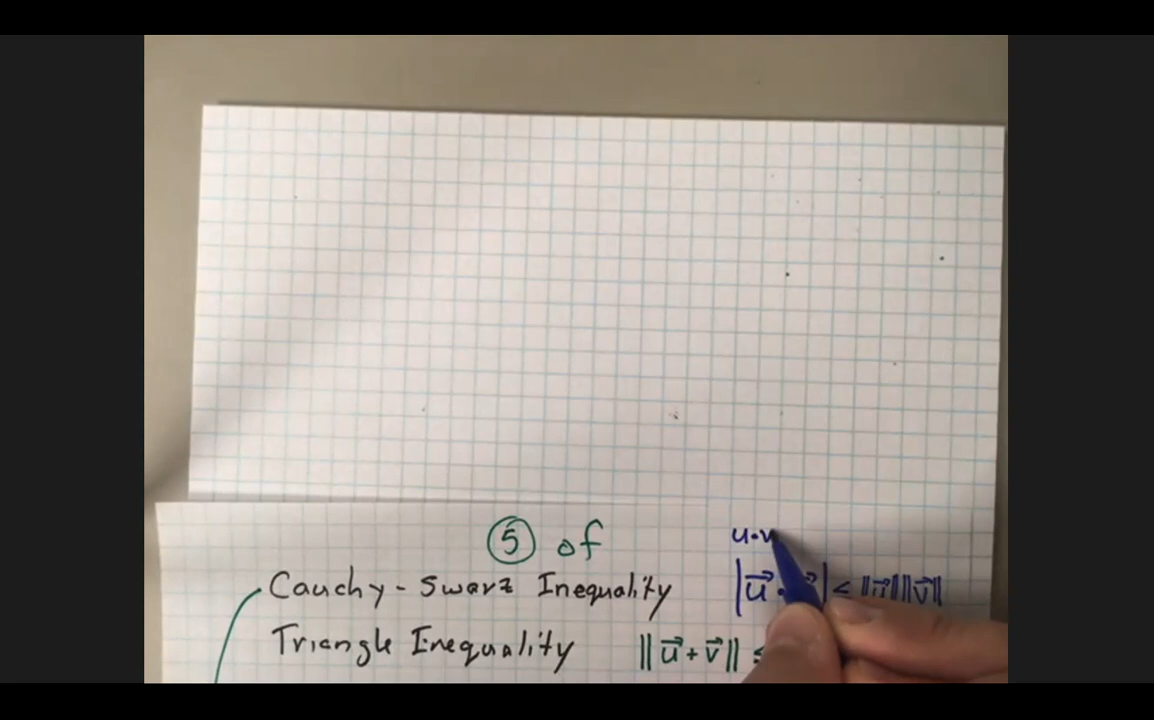 ⑤ of
u·v
Cauchy - Swarz Inequality |u⃗ · v⃗| ≤ ‖u⃗‖‖v⃗‖
Triangle Inequality ‖u⃗ + v⃗‖ ≤